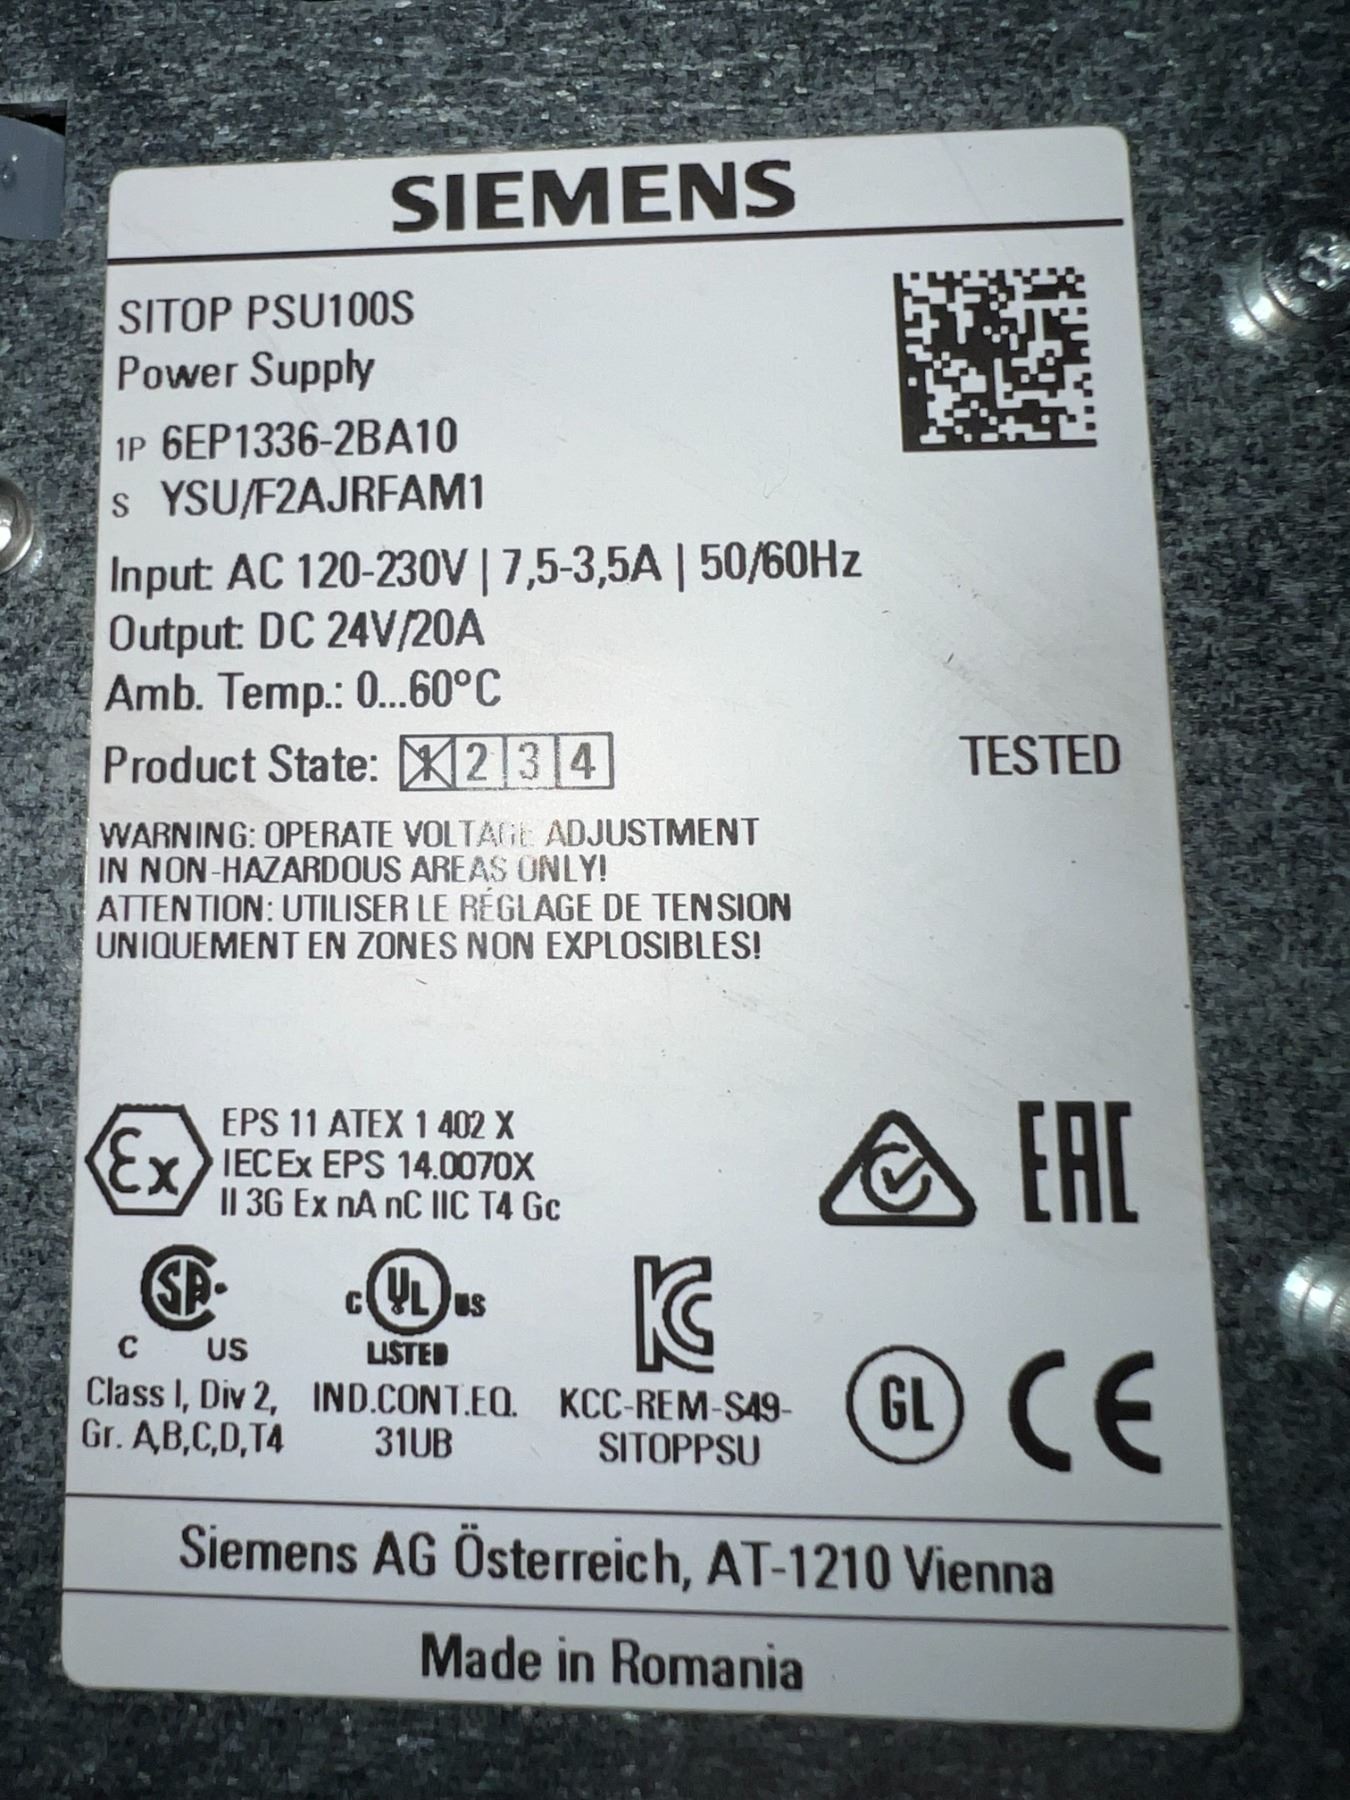 SIEMENS
SITOP PSU100S
Power Supply
1P 6EP1336-2BA10
S YSU/F2AJRFAM1
Input: AC 120-230V | 7,5-3,5A | 50/60Hz
Output: DC 24V/20A
Amb. Temp.: 0...60°C
Product State: 1 2 3 4
TESTED
WARNING: OPERATE VOLTAGE ADJUSTMENT
IN NON-HAZARDOUS AREAS ONLY!
ATTENTION: UTILISER LE RÉGLAGE DE TENSION
UNIQUEMENT EN ZONES NON EXPLOSIBLES!
Ex
EPS 11 ATEX 1 402 X
IECEx EPS 14.0070X
II 3G Ex nA nC IIC T4 Gc
EAC
SA
C US
Class I, Div 2,
Gr. A,B,C,D,T4
C UL US
LISTED
IND.CONT.EQ.
31UB
KC
KCC-REM-S49-
SITOPPSU
GL
CE
Siemens AG Österreich, AT-1210 Vienna
Made in Romania